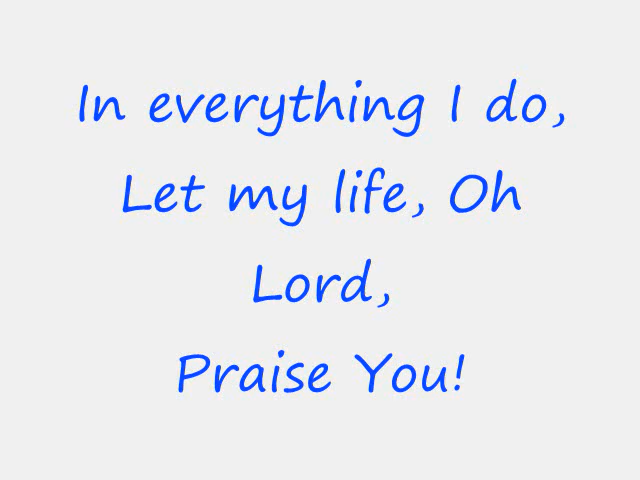 In everything I do,
Let my life, Oh
Lord,
Praise You!